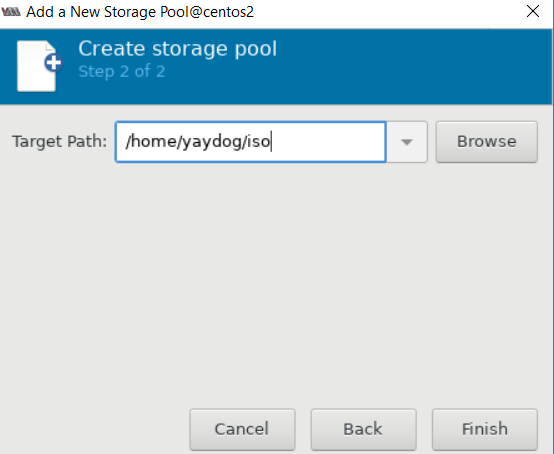 Add a New Storage Pool@centos2
Create storage pool
Step 2 of 2
Target Path: /home/yaydog/iso Browse
Cancel Back Finish